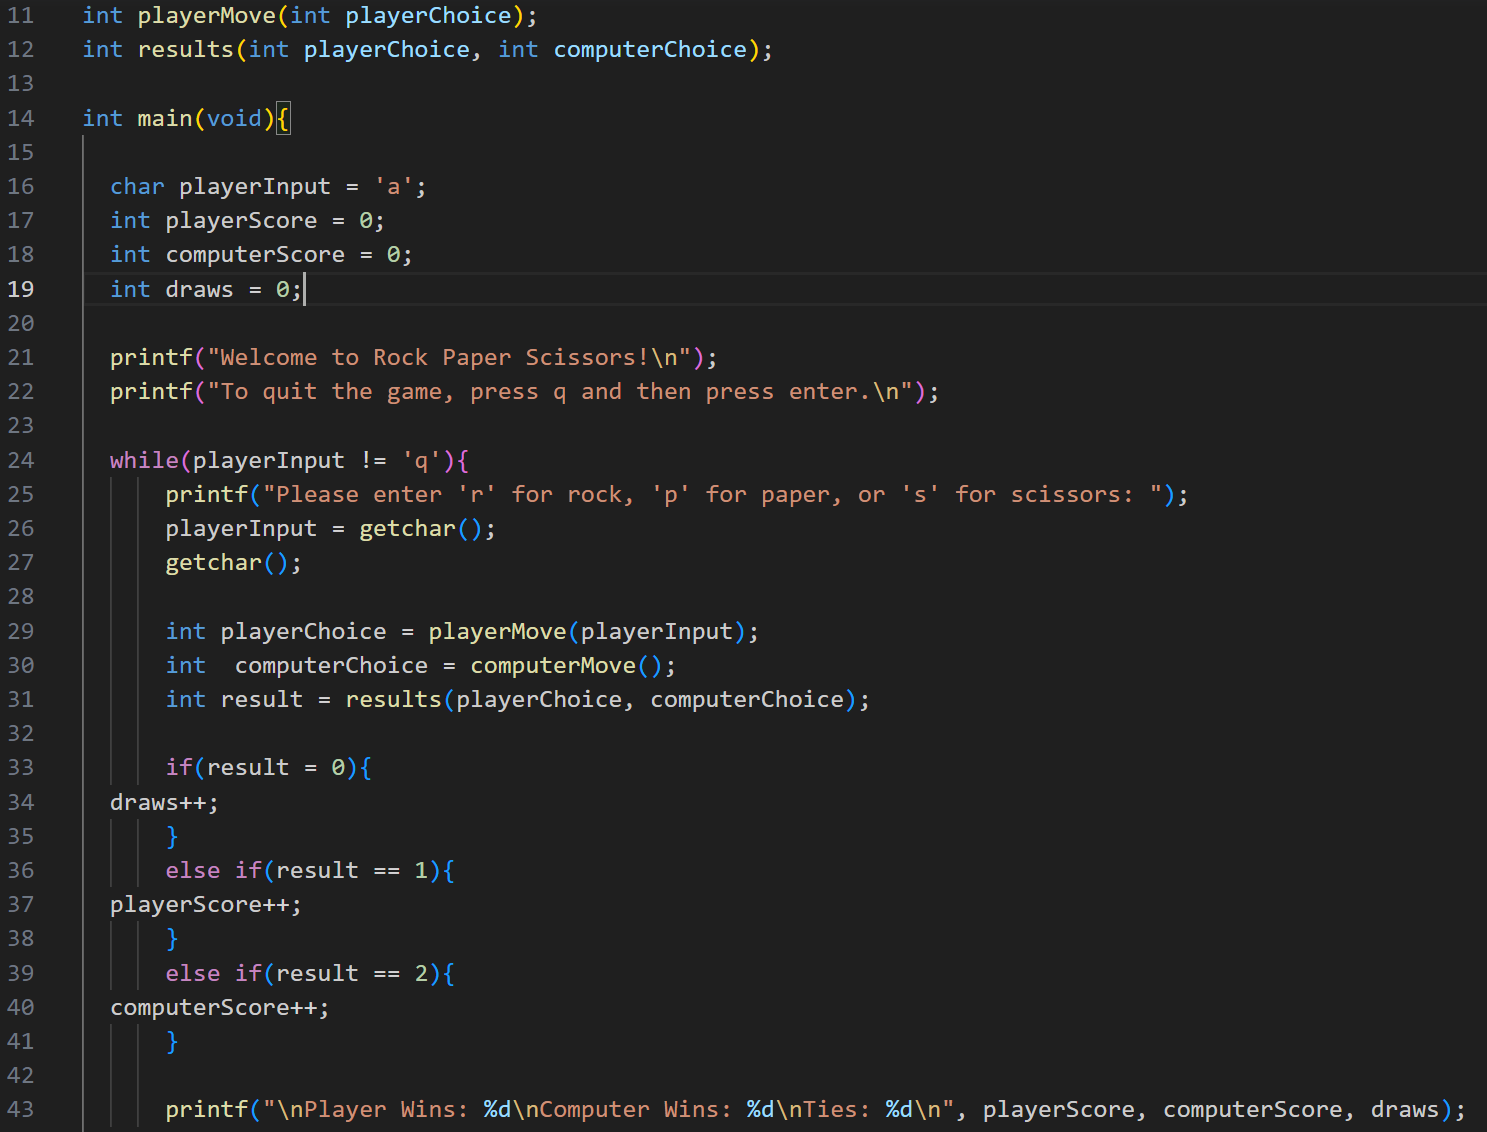 11 int playerMove(int playerChoice);
12 int results(int playerChoice, int computerChoice);
13
14 int main(void){
15
16 char playerInput = 'a';
17 int playerScore = 0;
18 int computerScore = 0;
19 int draws = 0;
20
21 printf("Welcome to Rock Paper Scissors!\n");
22 printf("To quit the game, press q and then press enter.\n");
23
24 while(playerInput != 'q'){
25 printf("Please enter 'r' for rock, 'p' for paper, or 's' for scissors: ");
26 playerInput = getchar();
27 getchar();
28
29 int playerChoice = playerMove(playerInput);
30 int  computerChoice = computerMove();
31 int result = results(playerChoice, computerChoice);
32
33 if(result = 0){
34 draws++;
35 }
36 else if(result == 1){
37 playerScore++;
38 }
39 else if(result == 2){
40 computerScore++;
41 }
42
43 printf("\nPlayer Wins: %d\nComputer Wins: %d\nTies: %d\n", playerScore, computerScore, draws);